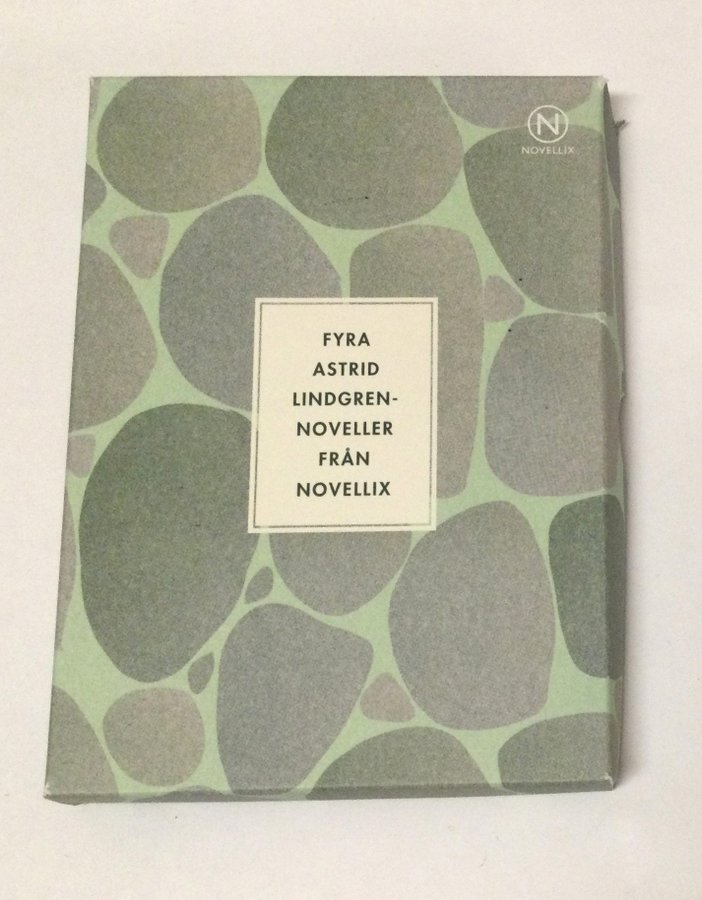 N
NOVELLIX
FYRA
ASTRID
LINDGREN-
NOVELLER
FRÅN
NOVELLIX